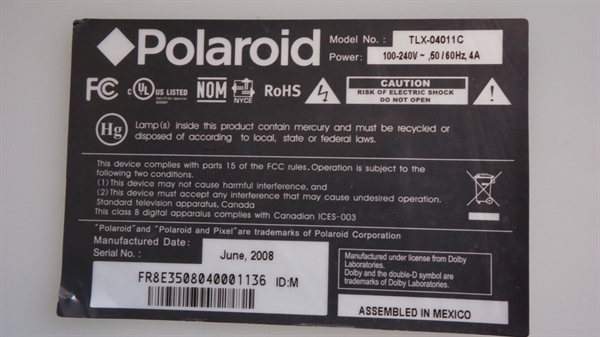 Polaroid
Model No. : TLX-04011C
Power: 100-240V ~ ,50/60Hz, 4A
FC c UL US LISTED NOM NYCE RoHS
CAUTION
RISK OF ELECTRIC SHOCK
DO NOT OPEN
Hg
Lamp(s) inside this product contain mercury and must be recycled or
disposed of according to local, state or federal laws.
This device complies with parts 15 of the FCC rules. Operation is subject to the
following two conditions.
(1) This device may not cause harmful interference, and
(2) This device must accept any interference that may cause undesired operation.
Standard television apparatus, Canada
This class B digital apparatus complies with Canadian ICES-003
"Polaroid" and "Polaroid and Pixel" are trademarks of Polaroid Corporation
Manufactured Date:
Serial No. :
June, 2008
FR8E3508040001136 ID:M
Manufactured under license from Dolby
Laboratories.
Dolby and the double-D symbol are
trademarks of Dolby Laboratories.
ASSEMBLED IN MEXICO